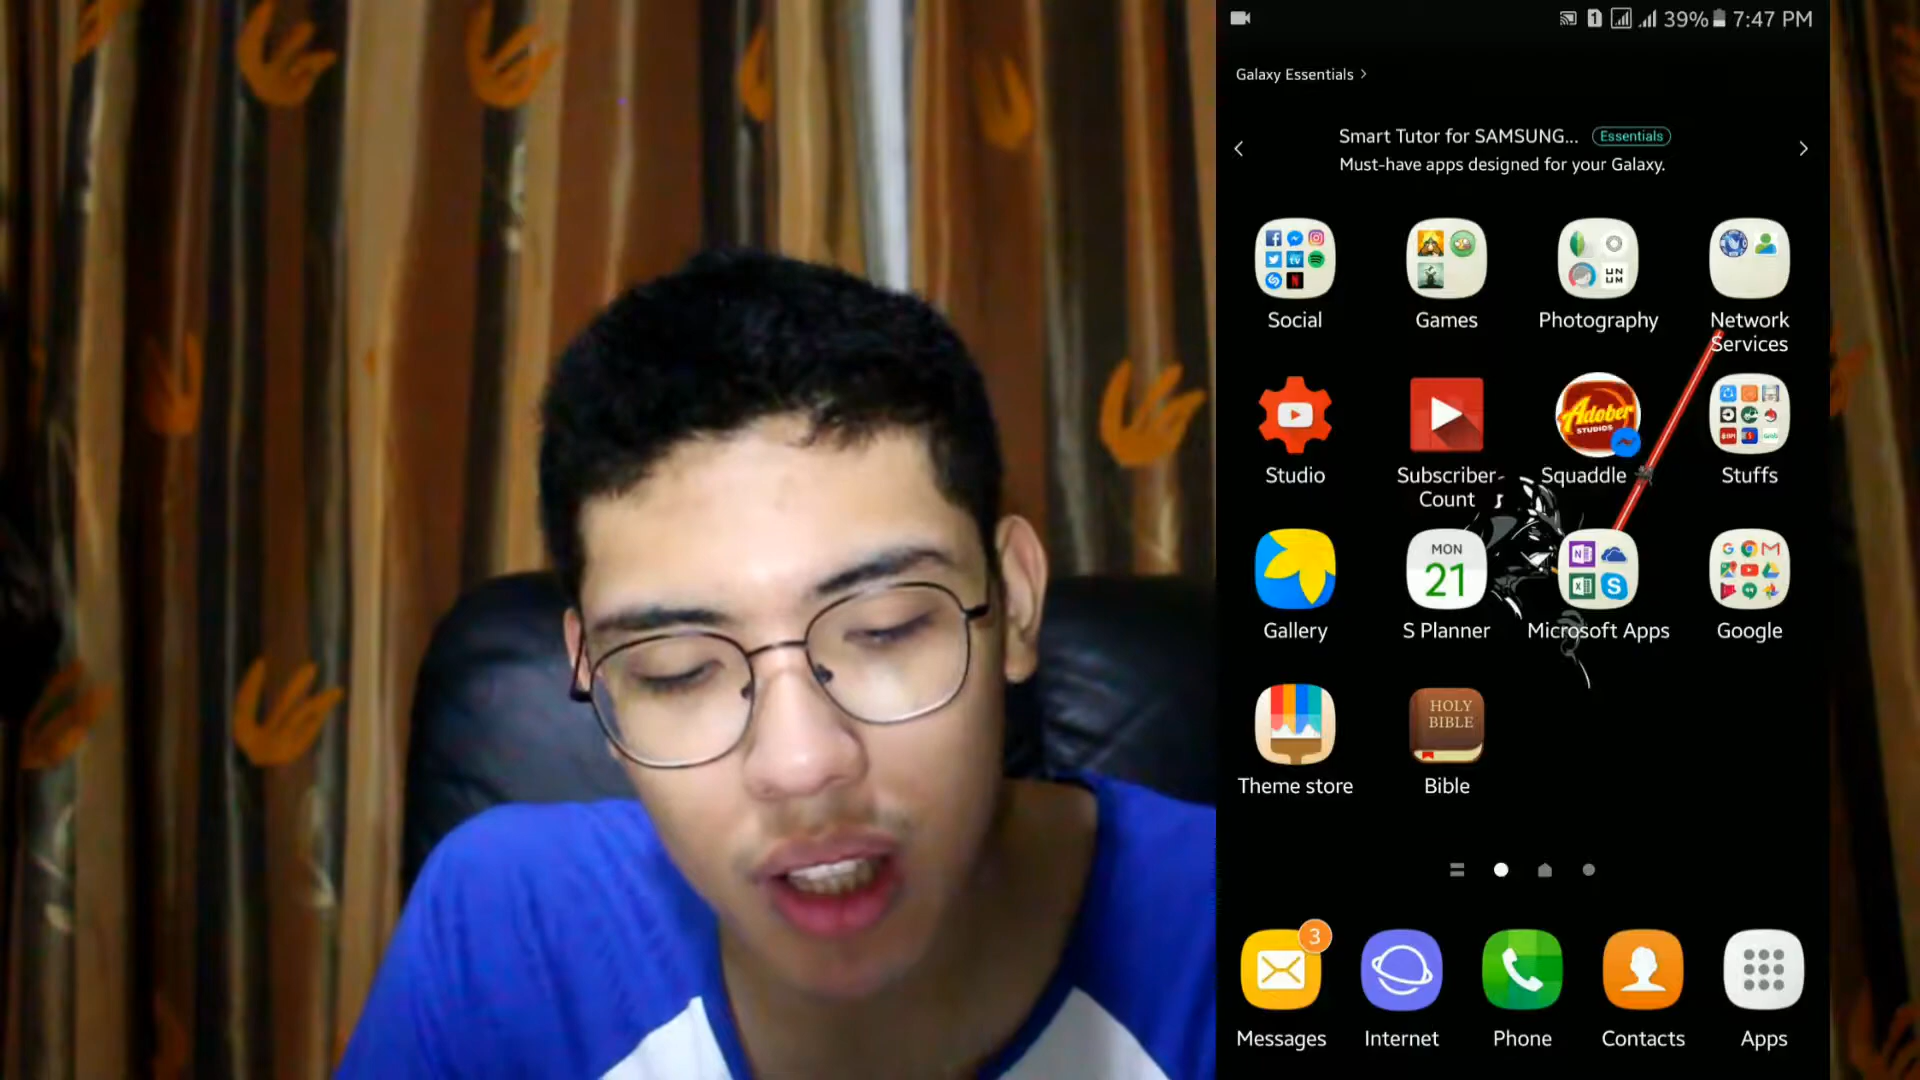 39% 7:47 PM
Galaxy Essentials >
Smart Tutor for SAMSUNG... Essentials
Must-have apps designed for your Galaxy.
Social
Games
Photography
Network
Services
Studio
Subscriber
Count
Adober
STUDIOS
Squaddle
Stuffs
Gallery
MON
21
S Planner
Microsoft Apps
Google
Theme store
HOLY
BIBLE
Bible
3
Messages
Internet
Phone
Contacts
Apps